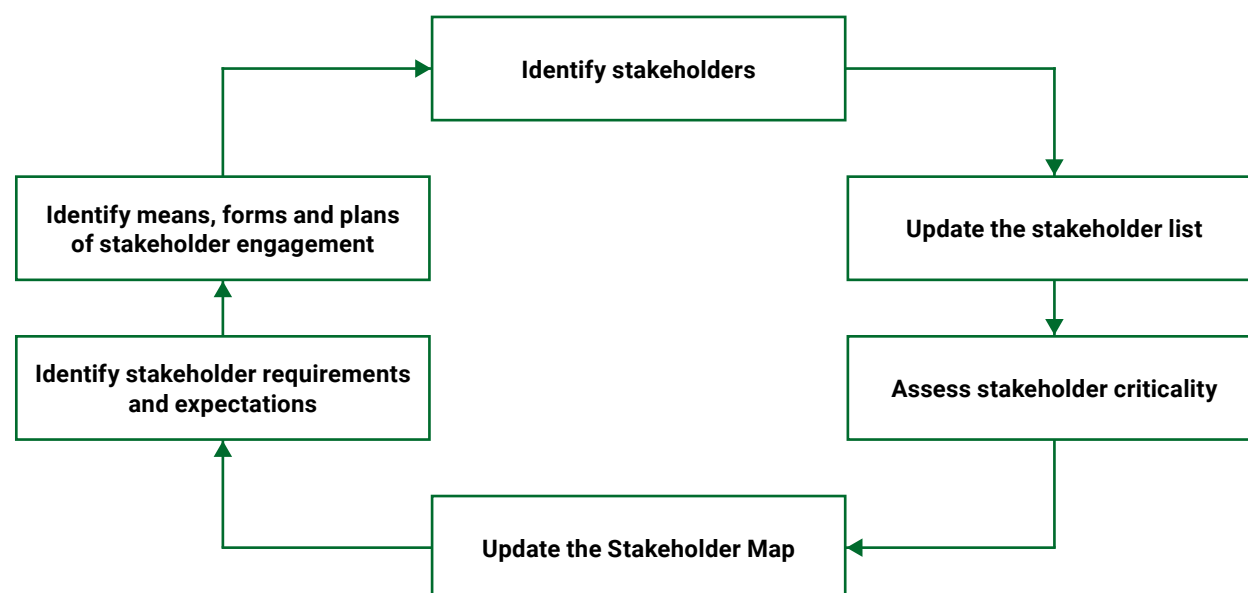 Identify stakeholders
Update the stakeholder list
Assess stakeholder criticality
Update the Stakeholder Map
Identify stakeholder requirements
and expectations
Identify means, forms and plans
of stakeholder engagement